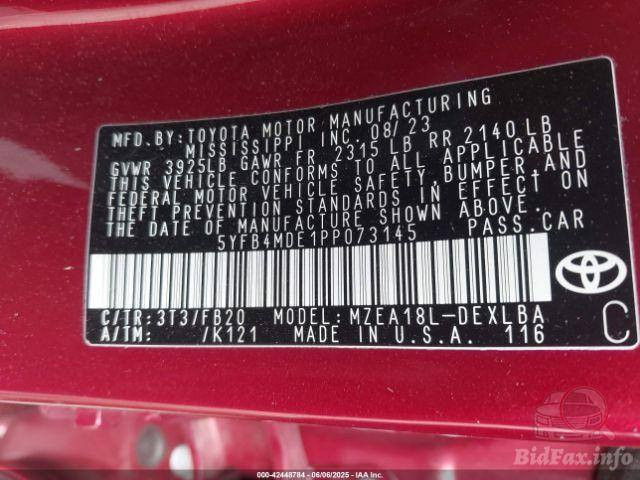 MFD.BY:TOYOTA MOTOR MANUFACTURING
MISSISSIPPI INC.08/23
GVWR 3925LB GAWR FR 2315 LB RR 2140 LB
THIS VEHICLE CONFORMS TO ALL APPLICABLE
FEDERAL MOTOR VEHICLE SAFETY,BUMPER,AND
THEFT PREVENTION STANDARDS IN EFFECT ON
THE DATE OF MANUFACTURE SHOWN ABOVE.
5YFB4MDE1PP073145 PASS.CAR
C/TR:3T3/FB20 MODEL:MZEA18L-DEXLBA
A/TM: /K121 MADE IN U.S.A. 116
C
TOYOTA
BidFax.info
000-42448784 - 06/06/2025 - IAA Inc.